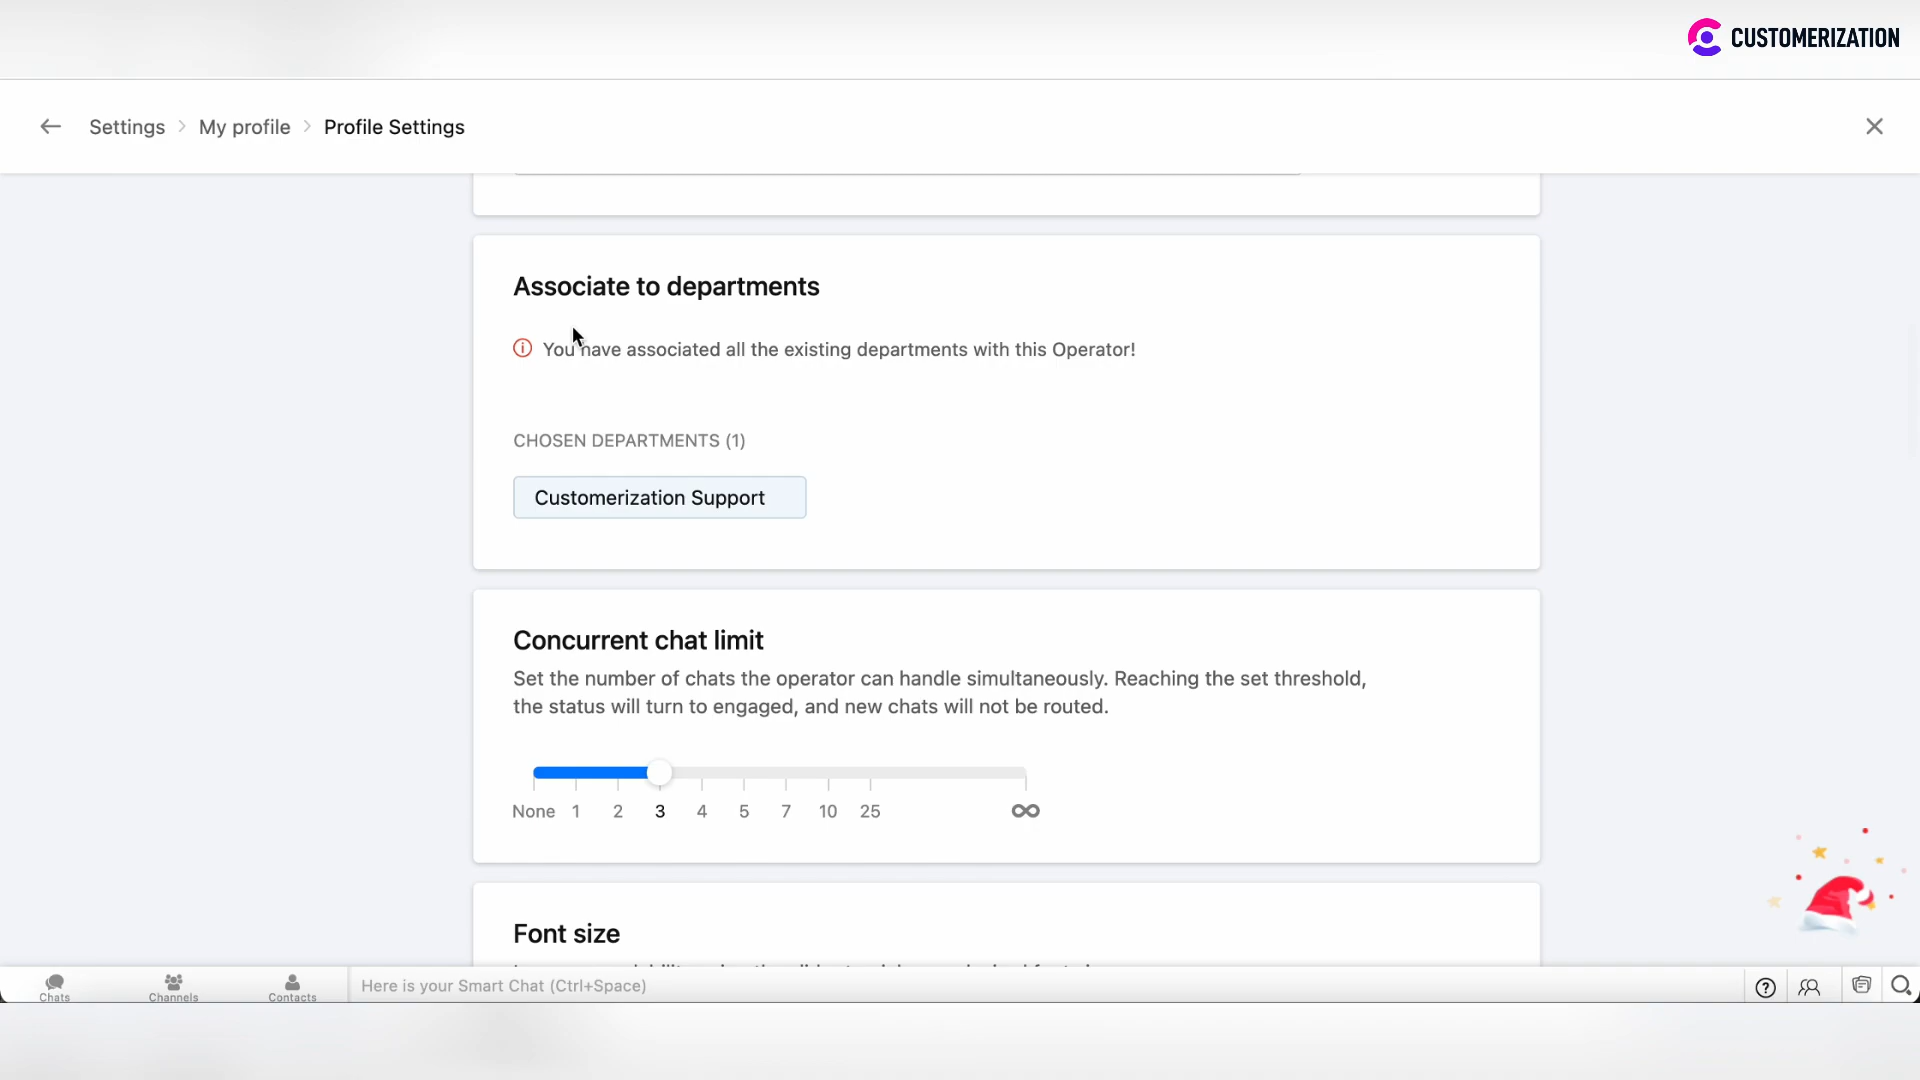 CUSTOMERIZATION
Settings > My profile > Profile Settings
Associate to departments
You have associated all the existing departments with this Operator!
CHOSEN DEPARTMENTS (1)
Customerization Support
Concurrent chat limit
Set the number of chats the operator can handle simultaneously. Reaching the set threshold,
the status will turn to engaged, and new chats will not be routed.
None 1 2 3 4 5 7 10 25 ∞
Font size
Chats Channels Contacts Here is your Smart Chat (Ctrl+Space)